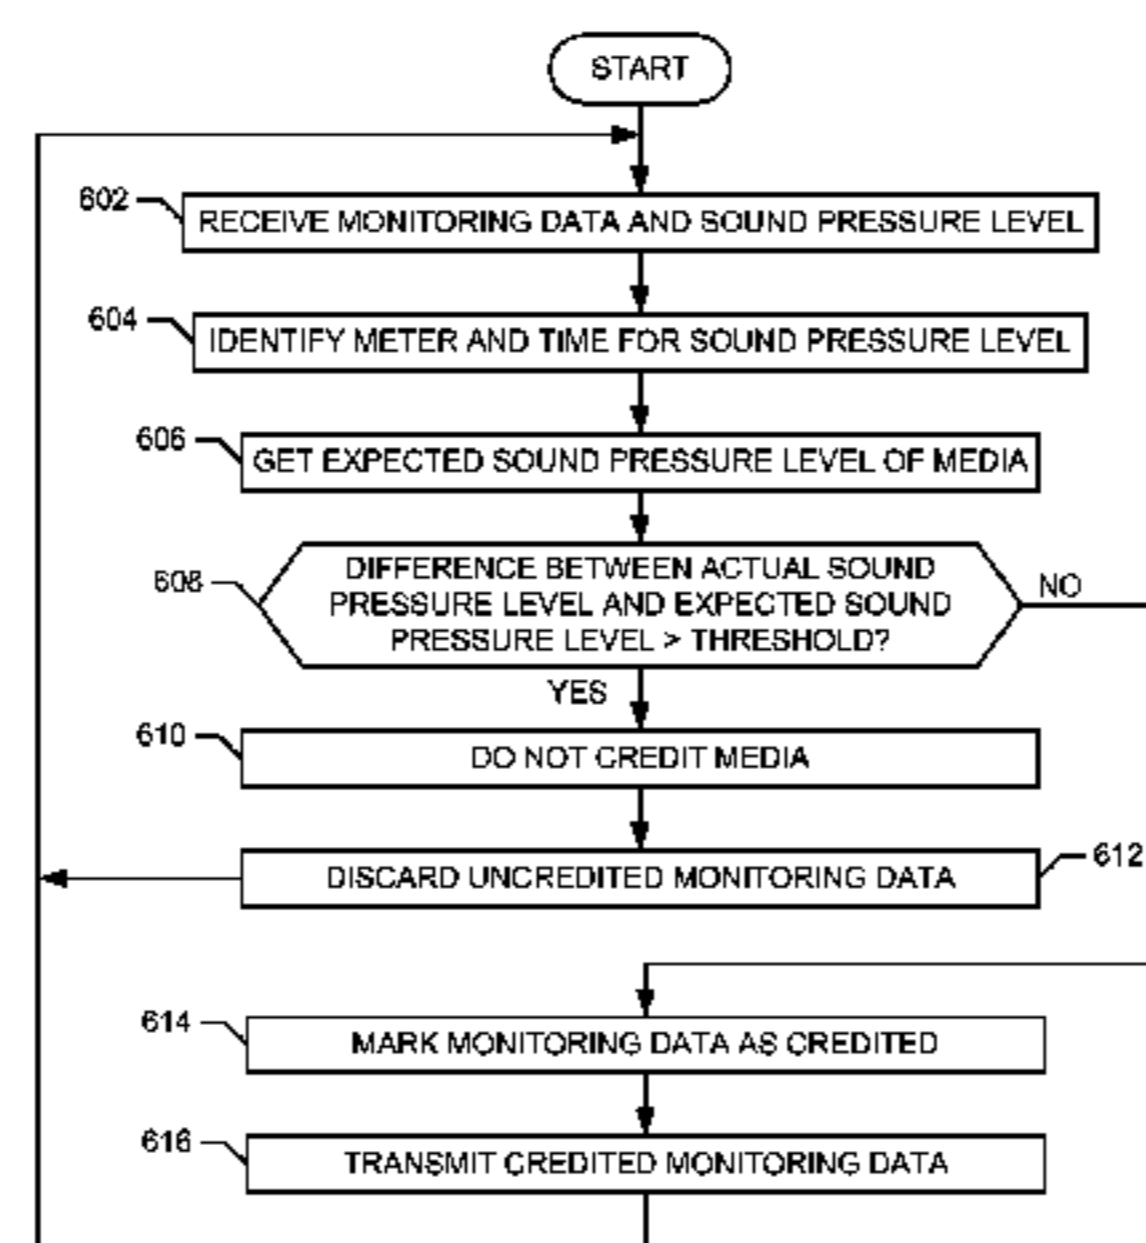 START
602
RECEIVE MONITORING DATA AND SOUND PRESSURE LEVEL
604
IDENTIFY METER AND TIME FOR SOUND PRESSURE LEVEL
606
GET EXPECTED SOUND PRESSURE LEVEL OF MEDIA
608
DIFFERENCE BETWEEN ACTUAL SOUND
PRESSURE LEVEL AND EXPECTED SOUND
PRESSURE LEVEL > THRESHOLD?
NO
YES
610
DO NOT CREDIT MEDIA
612
DISCARD UNCREDITED MONITORING DATA
614
MARK MONITORING DATA AS CREDITED
616
TRANSMIT CREDITED MONITORING DATA